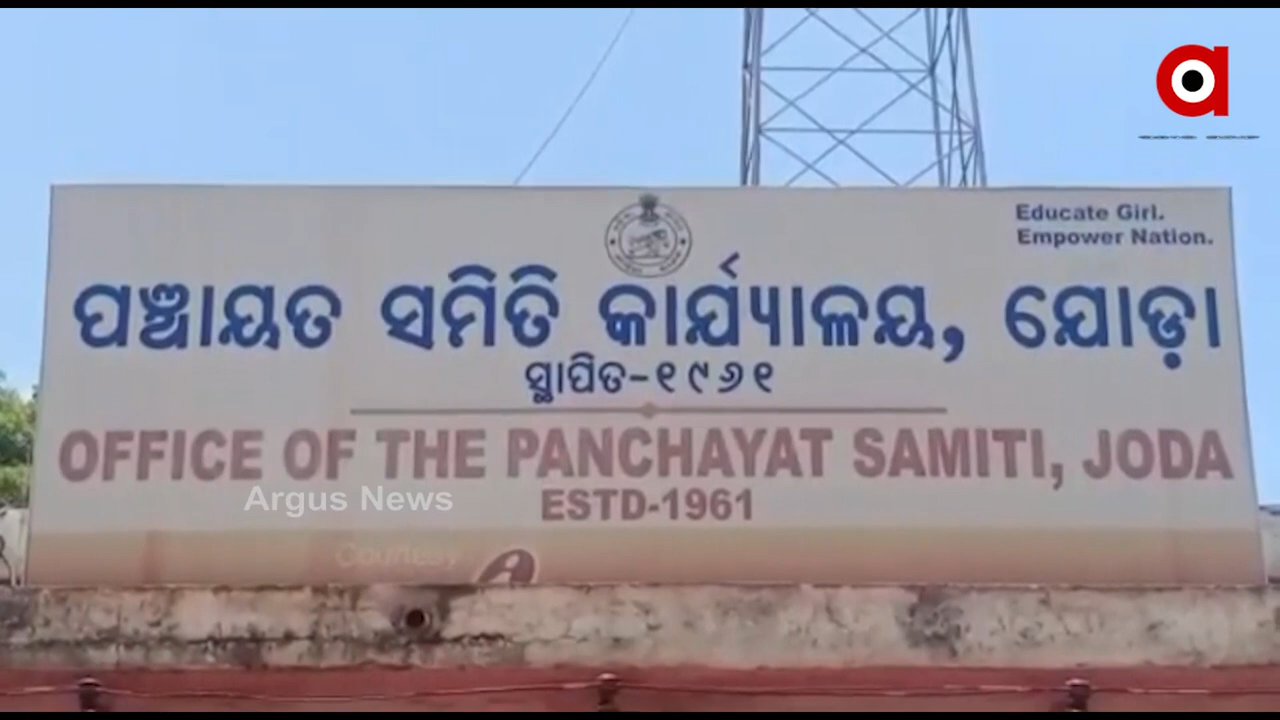 Educate Girl.
Empower Nation.
ପଞ୍ଚାୟତ ସମିତି କାର୍ଯ୍ୟାଳୟ, ଯୋଡ଼ା
ସ୍ଥାପିତ-୧୯୬୧
OFFICE OF THE PANCHAYAT SAMITI, JODA
Argus News
ESTD-1961
Courtesy